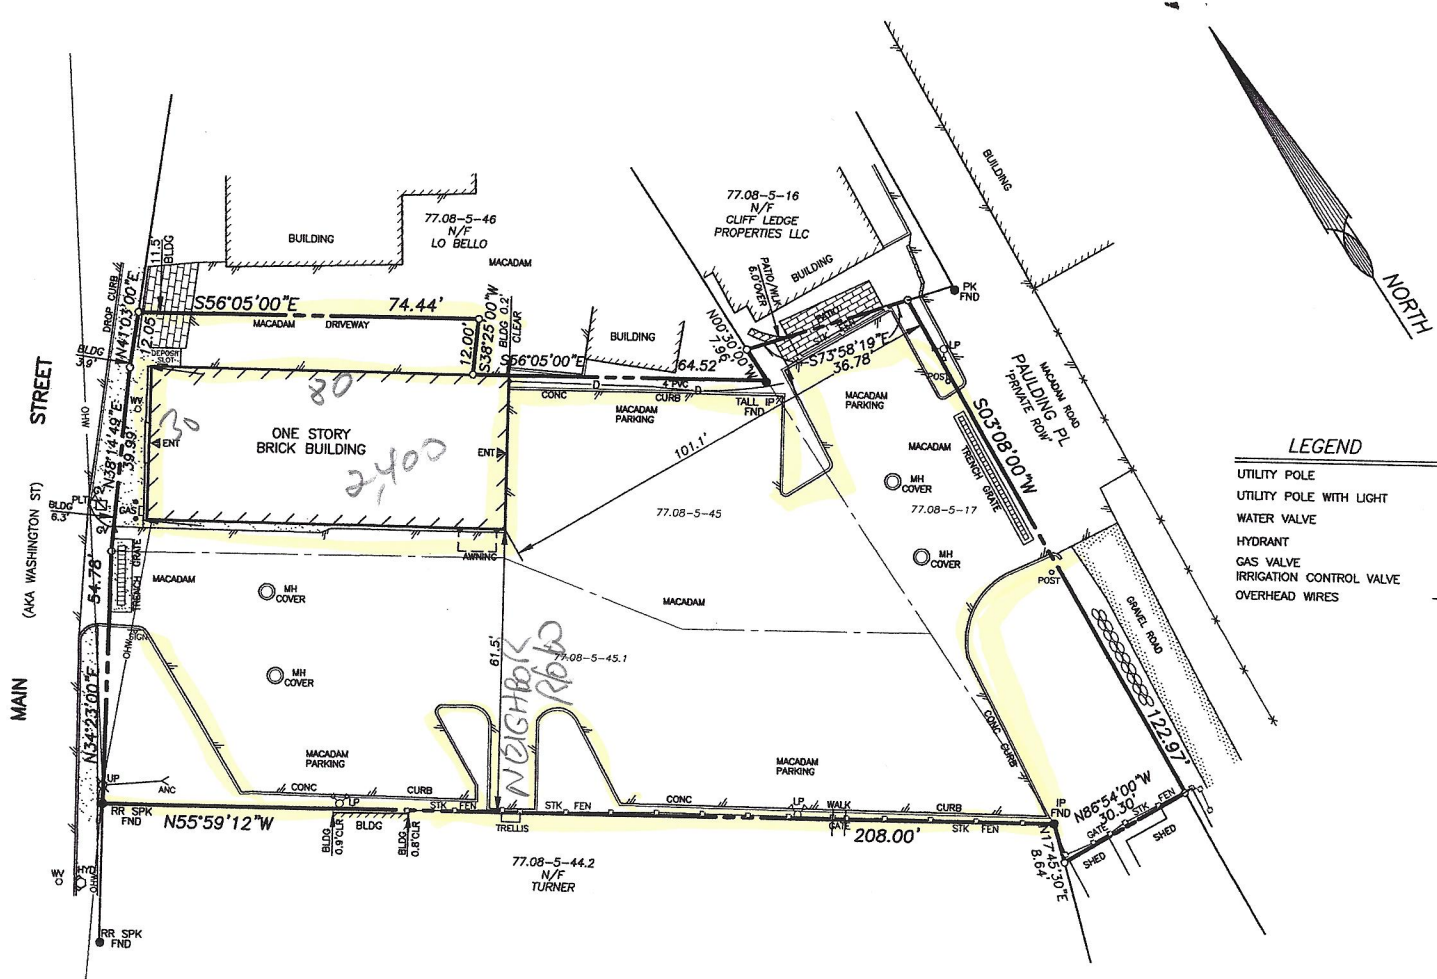 77.08-5-46
N/F
LO BELLO
BUILDING
MACADAM
77.08-5-16
N/F
CLIFF LEDGE
PROPERTIES LLC
BUILDING
PATIO/WLK
6.0'OVER
PATIO
BUILDING
PK
FND
NORTH
11.5'
BLDG
DROP CURB
N41°03'00"E
12.05'
S56°05'00"E
74.44'
MACADAM DRIVEWAY
DEPOSIT
SLOT
12.00'
S38°25'00"W
BLDG 0.2'
CLEAR
BUILDING
S56°05'00"E
64.52'
N00°30'00"W
7.96'
S73°58'19"E
36.78'
LP
POST
MACADAM ROAD
PAULDING PL
"PRIVATE ROW"
BLDG
3.9'
D
4 PVC
D
CONC
CURB
TALL IP
FND
MACADAM
PARKING
MACADAM
PARKING
MACADAM
S03°08'00"W
TRENCH GRATE
STREET
OHW
WV
ENT
80
30
ONE STORY
BRICK BUILDING
2,400
ENT
101.1'
N38°14'49"E
39.99'
GAS
PLT
BLDG
6.3'
MH
COVER
77.08-5-45
77.08-5-17
MH
COVER
LEGEND
UTILITY POLE
UTILITY POLE WITH LIGHT
WATER VALVE
HYDRANT
GAS VALVE
IRRIGATION CONTROL VALVE
OVERHEAD WIRES
(AKA WASHINGTON ST)
AWNING
TRENCH GRATE
54.78'
MACADAM
MH
COVER
MACADAM
POST
GRAVEL ROAD
SIGN
OHW
61.5'
NEIGHBOR
77.08-5-45.1
MH
COVER
MAIN
N34°23'00"E
MACADAM
PARKING
MACADAM
PARKING
CONC CURB
122.97'
UP
ANC
CONC
CURB
LP
STK FEN
STK FEN
CONC
LP
WALK
CURB
IP
FND
N86°54'00"W
30.30'
STK FEN
GATE
RR SPK
FND
N55°59'12"W
BLDG
BLDG
0.9'CLR
BLDG
0.8'CLR
TRELLIS
GATE
208.00'
STK FEN
N17°45'30"E
8.64'
SHED
SHED
77.08-5-44.2
N/F
TURNER
WV
HYD
OHW
RR SPK
FND